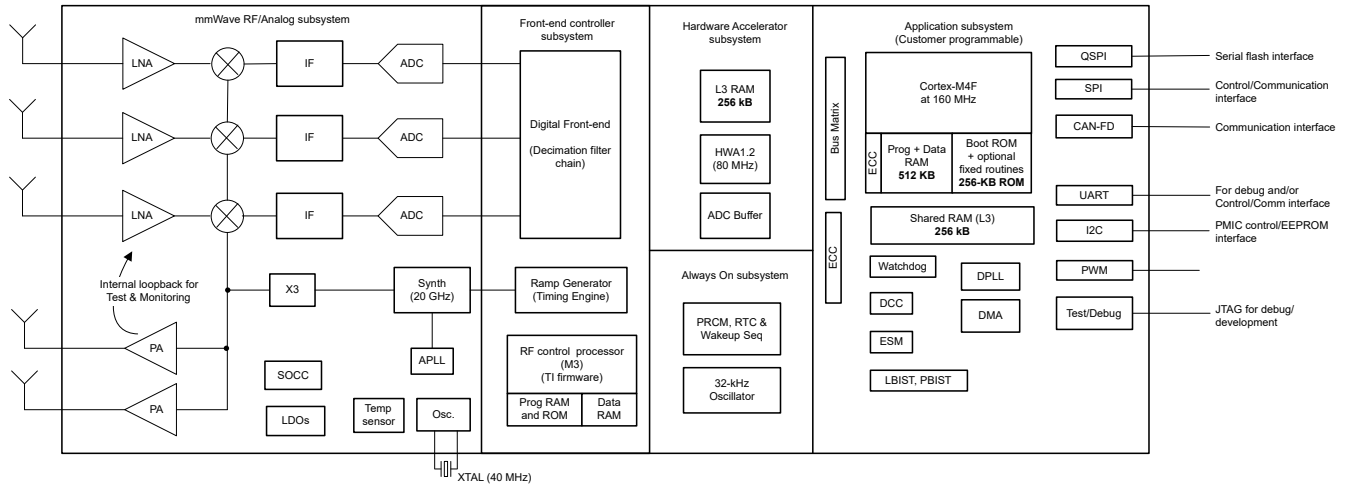 mmWave RF/Analog subsystem
LNA
IF
ADC
LNA
IF
ADC
LNA
IF
ADC
Internal loopback for
Test & Monitoring
X3
Synth
(20 GHz)
PA
APLL
SOCC
PA
LDOs
Temp
sensor
Osc.
XTAL (40 MHz)
Front-end controller
subsystem
Digital Front-end
(Decimation filter
chain)
Ramp Generator
(Timing Engine)
RF control processor
(M3)
(TI firmware)
Prog RAM
and ROM
Data
RAM
Hardware Accelerator
subsystem
L3 RAM
256 kB
HWA1.2
(80 MHz)
ADC Buffer
Always On subsystem
PRCM, RTC &
Wakeup Seq
32-kHz
Oscillator
Application subsystem
(Customer programmable)
Bus Matrix
Cortex-M4F
at 160 MHz
ECC
Prog + Data
RAM
512 KB
Boot ROM
+ optional
fixed routines
256-KB ROM
ECC
Shared RAM (L3)
256 kB
Watchdog
DPLL
DCC
DMA
ESM
LBIST, PBIST
QSPI
Serial flash interface
SPI
Control/Communication
interface
CAN-FD
Communication interface
UART
For debug and/or
Control/Comm interface
I2C
PMIC control/EEPROM
interface
PWM
Test/Debug
JTAG for debug/
development